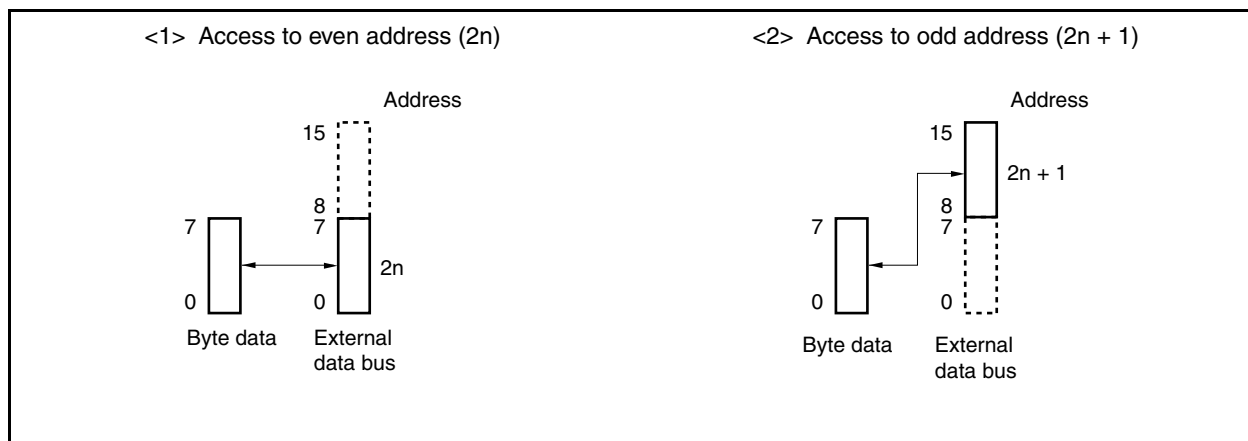 <1> Access to even address (2n)
Address
15
8
7
7
2n
0
0
Byte data
External
data bus
<2> Access to odd address (2n + 1)
Address
15
2n + 1
8
7
7
0
0
Byte data
External
data bus